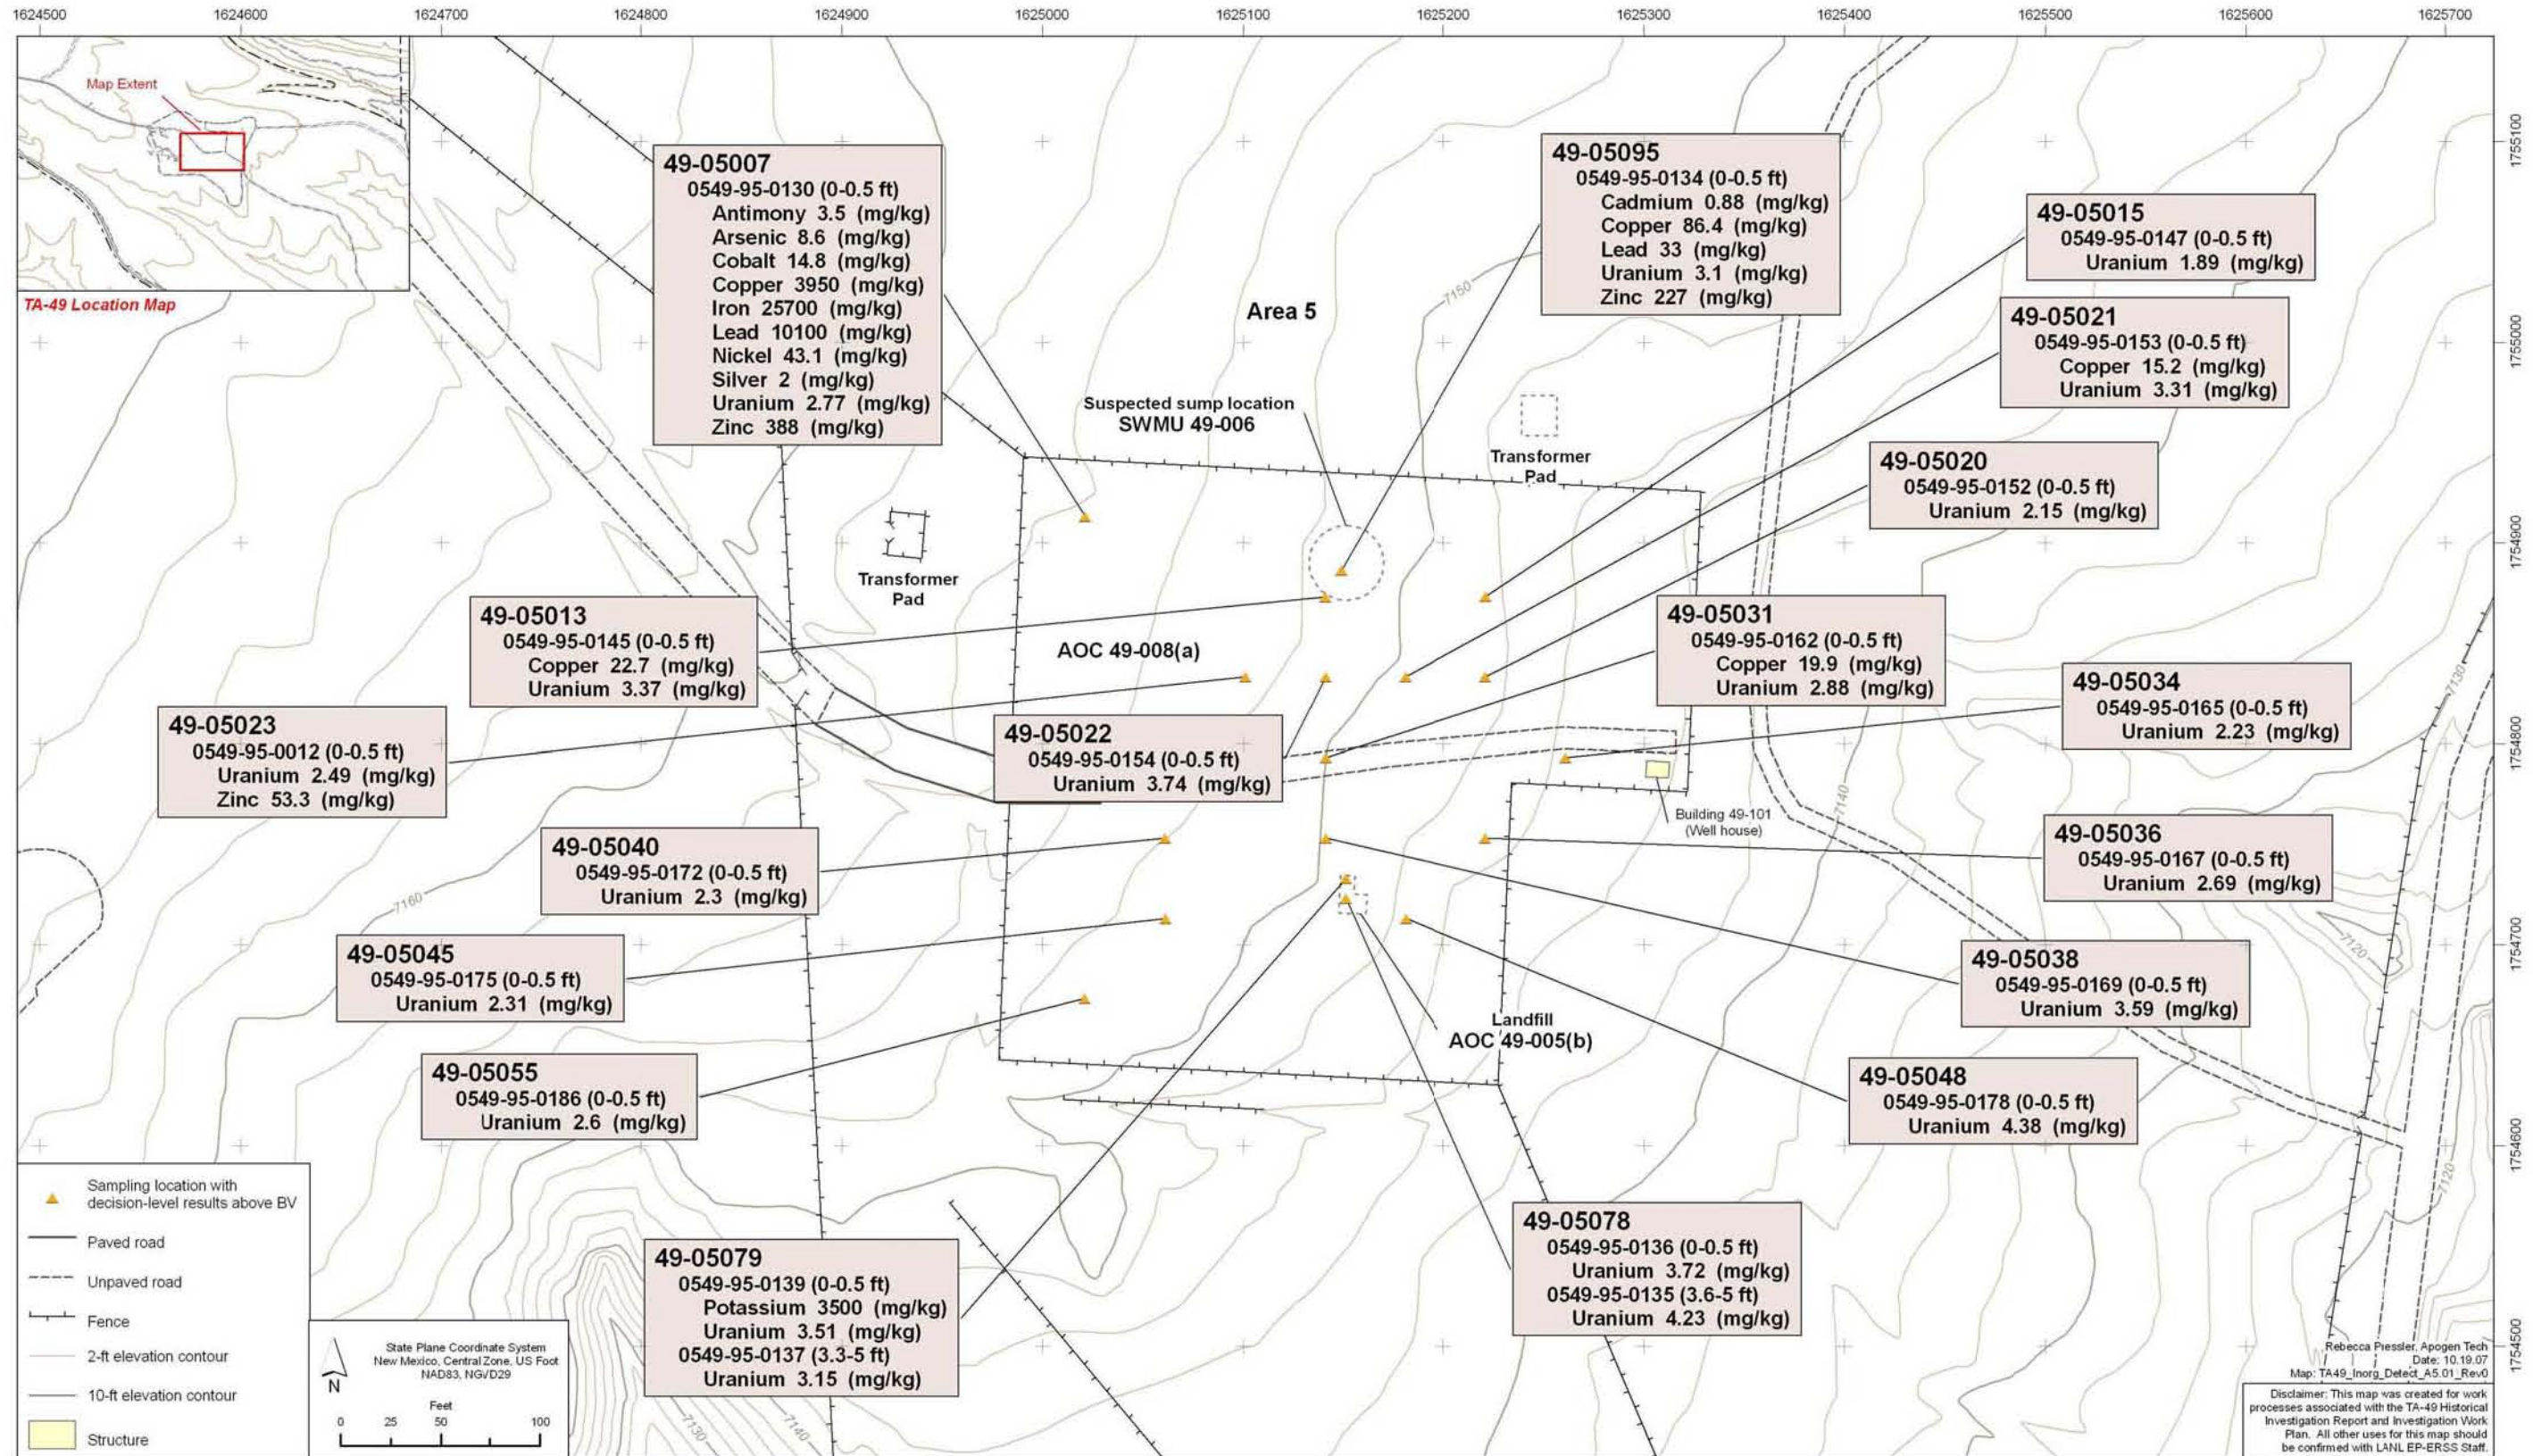 1624500 1624600 1624700 1624800 1624900 1625000 1625100 1625200 1625300 1625400 1625500 1625600 1625700
Map Extent
TA-49 Location Map
49-05007
0549-95-0130 (0-0.5 ft)
Antimony 3.5 (mg/kg)
Arsenic 8.6 (mg/kg)
Cobalt 14.8 (mg/kg)
Copper 3950 (mg/kg)
Iron 25700 (mg/kg)
Lead 10100 (mg/kg)
Nickel 43.1 (mg/kg)
Silver 2 (mg/kg)
Uranium 2.77 (mg/kg)
Zinc 388 (mg/kg)
Area 5
Suspected sump location
SWMU 49-006
7150
49-05095
0549-95-0134 (0-0.5 ft)
Cadmium 0.88 (mg/kg)
Copper 86.4 (mg/kg)
Lead 33 (mg/kg)
Uranium 3.1 (mg/kg)
Zinc 227 (mg/kg)
49-05015
0549-95-0147 (0-0.5 ft)
Uranium 1.89 (mg/kg)
49-05021
0549-95-0153 (0-0.5 ft)
Copper 15.2 (mg/kg)
Uranium 3.31 (mg/kg)
49-05020
0549-95-0152 (0-0.5 ft)
Uranium 2.15 (mg/kg)
Transformer
Pad
Transformer
Pad
49-05013
0549-95-0145 (0-0.5 ft)
Copper 22.7 (mg/kg)
Uranium 3.37 (mg/kg)
AOC 49-008(a)
49-05031
0549-95-0162 (0-0.5 ft)
Copper 19.9 (mg/kg)
Uranium 2.88 (mg/kg)
49-05034
0549-95-0165 (0-0.5 ft)
Uranium 2.23 (mg/kg)
49-05023
0549-95-0012 (0-0.5 ft)
Uranium 2.49 (mg/kg)
Zinc 53.3 (mg/kg)
49-05022
0549-95-0154 (0-0.5 ft)
Uranium 3.74 (mg/kg)
Building 49-101
(Well house)
7140
7130
49-05040
0549-95-0172 (0-0.5 ft)
Uranium 2.3 (mg/kg)
49-05036
0549-95-0167 (0-0.5 ft)
Uranium 2.69 (mg/kg)
7160
7120
49-05045
0549-95-0175 (0-0.5 ft)
Uranium 2.31 (mg/kg)
49-05038
0549-95-0169 (0-0.5 ft)
Uranium 3.59 (mg/kg)
Landfill
AOC 49-005(b)
49-05055
0549-95-0186 (0-0.5 ft)
Uranium 2.6 (mg/kg)
49-05048
0549-95-0178 (0-0.5 ft)
Uranium 4.38 (mg/kg)
7120
49-05079
0549-95-0139 (0-0.5 ft)
Potassium 3500 (mg/kg)
Uranium 3.51 (mg/kg)
0549-95-0137 (3.3-5 ft)
Uranium 3.15 (mg/kg)
49-05078
0549-95-0136 (0-0.5 ft)
Uranium 3.72 (mg/kg)
0549-95-0135 (3.6-5 ft)
Uranium 4.23 (mg/kg)
7130
7140
1755100
1755000
1754900
1754800
1754700
1754600
1754500
Sampling location with
decision-level results above BV
Paved road
Unpaved road
Fence
2-ft elevation contour
10-ft elevation contour
Structure
N
State Plane Coordinate System
New Mexico, Central Zone, US Foot
NAD83, NGVD29
Feet
0 25 50 100
Rebecca Pressler, Apogen Tech
Date: 10.19.07
Map: TA49_Inorg_Detect_A5.01_Rev0
Disclaimer: This map was created for work
processes associated with the TA-49 Historical
Investigation Report and Investigation Work
Plan. All other uses for this map should
be confirmed with LANL EP-ERSS Staff.